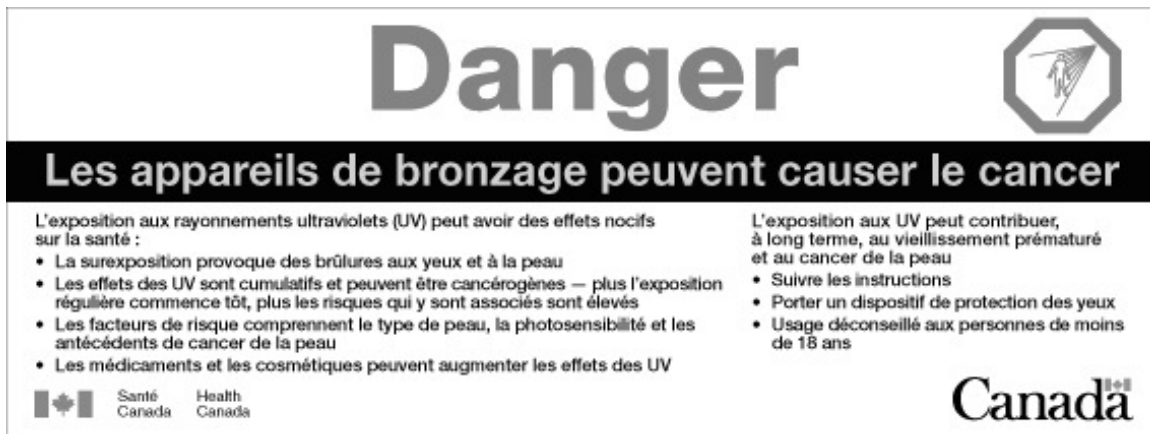 Danger
Les appareils de bronzage peuvent causer le cancer
L'exposition aux rayonnements ultraviolets (UV) peut avoir des effets nocifs
sur la santé :
• La surexposition provoque des brûlures aux yeux et à la peau
• Les effets des UV sont cumulatifs et peuvent être cancérogènes — plus l'exposition
régulière commence tôt, plus les risques qui y sont associés sont élevés
• Les facteurs de risque comprennent le type de peau, la photosensibilité et les
antécédents de cancer de la peau
• Les médicaments et les cosmétiques peuvent augmenter les effets des UV
L'exposition aux UV peut contribuer,
à long terme, au vieillissement prématuré
et au cancer de la peau
• Suivre les instructions
• Porter un dispositif de protection des yeux
• Usage déconseillé aux personnes de moins
de 18 ans
Santé Health
Canada Canada
Canada